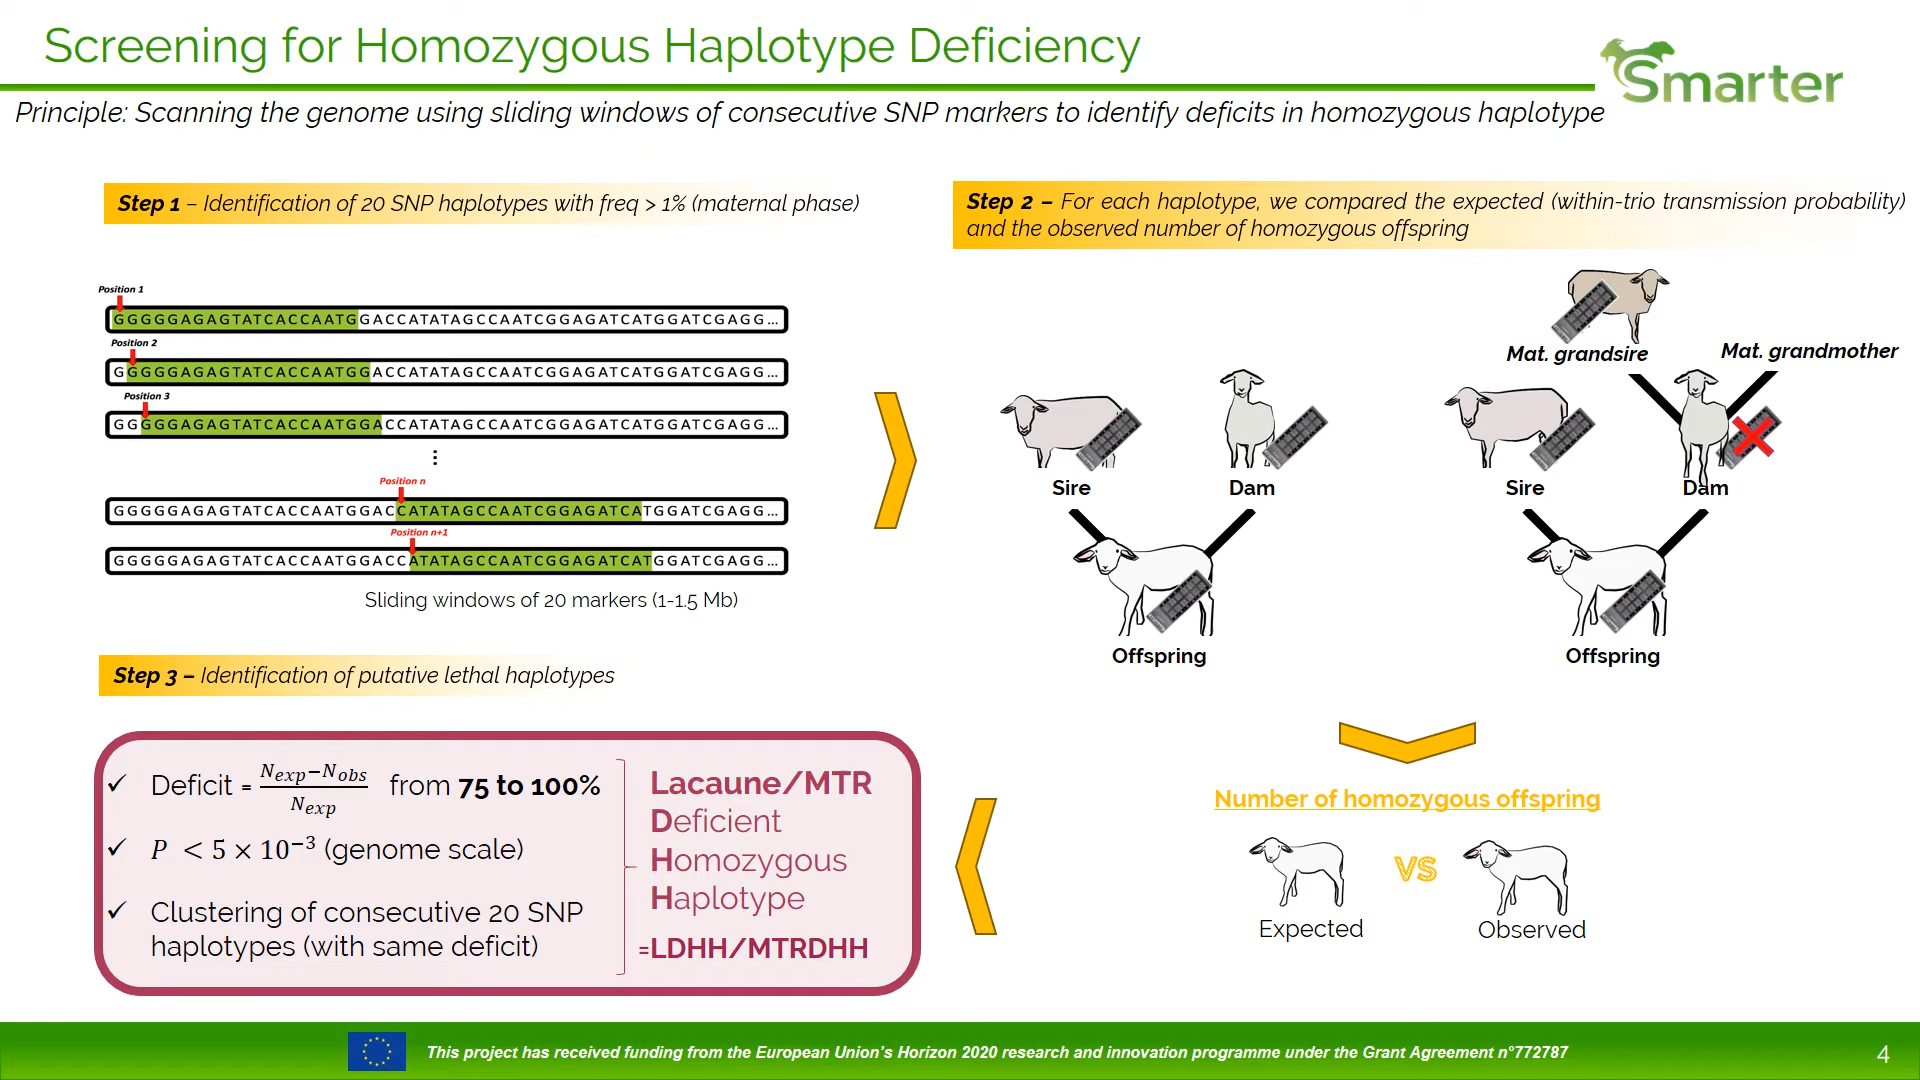 Screening for Homozygous Haplotype Deficiency
Smarter
Principle: Scanning the genome using sliding windows of consecutive SNP markers to identify deficits in homozygous haplotype
Step 1 – Identification of 20 SNP haplotypes with freq > 1% (maternal phase)
Position 1
GGGGGAGAGTATCACCAATGGACCATATAGCCAATCGGAGATCATGGATCGAGG...
Position 2
GGGGGAGAGTATCACCAATGGACCATATAGCCAATCGGAGATCATGGATCGAGG...
Position 3
GGGGGAGAGTATCACCAATGGACCATATAGCCAATCGGAGATCATGGATCGAGG...
⋮
Position n
GGGGGAGAGTATCACCAATGGACCATATAGCCAATCGGAGATCATGGATCGAGG...
Position n+1
GGGGGAGAGTATCACCAATGGACCATATAGCCAATCGGAGATCATGGATCGAGG...
Sliding windows of 20 markers (1-1.5 Mb)
Step 2 – For each haplotype, we compared the expected (within-trio transmission probability)
and the observed number of homozygous offspring
Mat. grandsire
Mat. grandmother
Sire
Dam
Sire
Dam
Offspring
Offspring
Number of homozygous offspring
VS
Expected
Observed
Step 3 – Identification of putative lethal haplotypes
✓ Deficit = (N_exp − N_obs) / N_exp from 75 to 100%
✓ P < 5 × 10⁻³ (genome scale)
✓ Clustering of consecutive 20 SNP
haplotypes (with same deficit)
Lacaune/MTR
Deficient
Homozygous
Haplotype
=LDHH/MTRDHH
This project has received funding from the European Union's Horizon 2020 research and innovation programme under the Grant Agreement n°772787
4